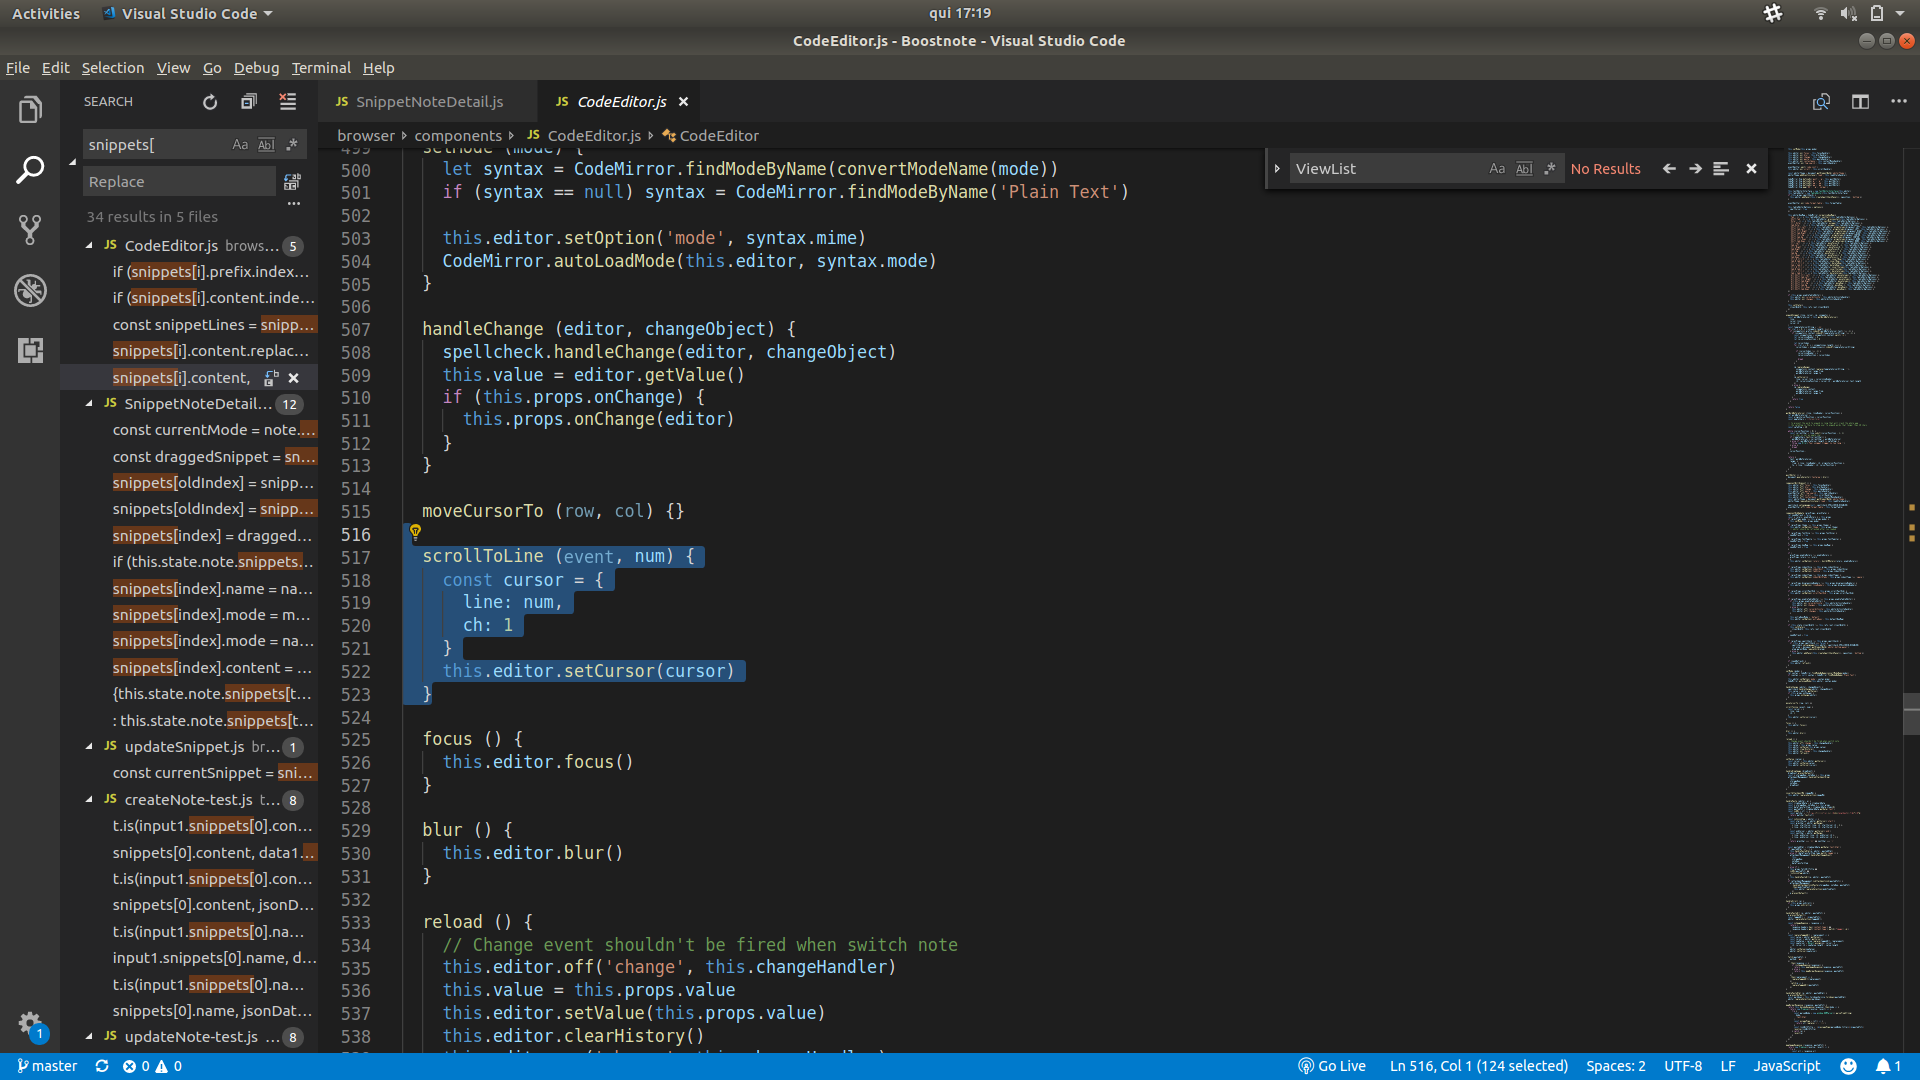 Activities Visual Studio Code qui 17:19
CodeEditor.js - Boostnote - Visual Studio Code
File Edit Selection View Go Debug Terminal Help
SEARCH
snippets[
Aa Abl .*
Replace
34 results in 5 files
JS CodeEditor.js brows... 5
if (snippets[i].prefix.index...
if (snippets[i].content.inde...
const snippetLines = snipp...
snippets[i].content.replac...
snippets[i].content,
JS SnippetNoteDetail... 12
const currentMode = note....
const draggedSnippet = sn...
snippets[oldIndex] = snipp...
snippets[oldIndex] = snipp...
snippets[index] = dragged...
if (this.state.note.snippets...
snippets[index].name = na...
snippets[index].mode = m...
snippets[index].mode = na...
snippets[index].content = ...
{this.state.note.snippets[t...
: this.state.note.snippets[t...
JS updateSnippet.js br... 1
const currentSnippet = sni...
JS createNote-test.js t... 8
t.is(input1.snippets[0].con...
snippets[0].content, data1....
t.is(input1.snippets[0].con...
snippets[0].content, jsonD...
t.is(input1.snippets[0].na...
input1.snippets[0].name, d...
t.is(input1.snippets[0].na...
snippets[0].name, jsonDat...
JS updateNote-test.js ... 8
1
JS SnippetNoteDetail.js JS CodeEditor.js
browser components JS CodeEditor.js CodeEditor
ViewList Aa Abl .* No Results
499 setMode (mode) {
500 let syntax = CodeMirror.findModeByName(convertModeName(mode))
501 if (syntax == null) syntax = CodeMirror.findModeByName('Plain Text')
502
503 this.editor.setOption('mode', syntax.mime)
504 CodeMirror.autoLoadMode(this.editor, syntax.mode)
505 }
506
507 handleChange (editor, changeObject) {
508 spellcheck.handleChange(editor, changeObject)
509 this.value = editor.getValue()
510 if (this.props.onChange) {
511 this.props.onChange(editor)
512 }
513 }
514
515 moveCursorTo (row, col) {}
516
517 scrollToLine (event, num) {
518 const cursor = {
519 line: num,
520 ch: 1
521 }
522 this.editor.setCursor(cursor)
523 }
524
525 focus () {
526 this.editor.focus()
527 }
528
529 blur () {
530 this.editor.blur()
531 }
532
533 reload () {
534 // Change event shouldn't be fired when switch note
535 this.editor.off('change', this.changeHandler)
536 this.value = this.props.value
537 this.editor.setValue(this.props.value)
538 this.editor.clearHistory()
master 0 0 Go Live Ln 516, Col 1 (124 selected) Spaces: 2 UTF-8 LF JavaScript 1